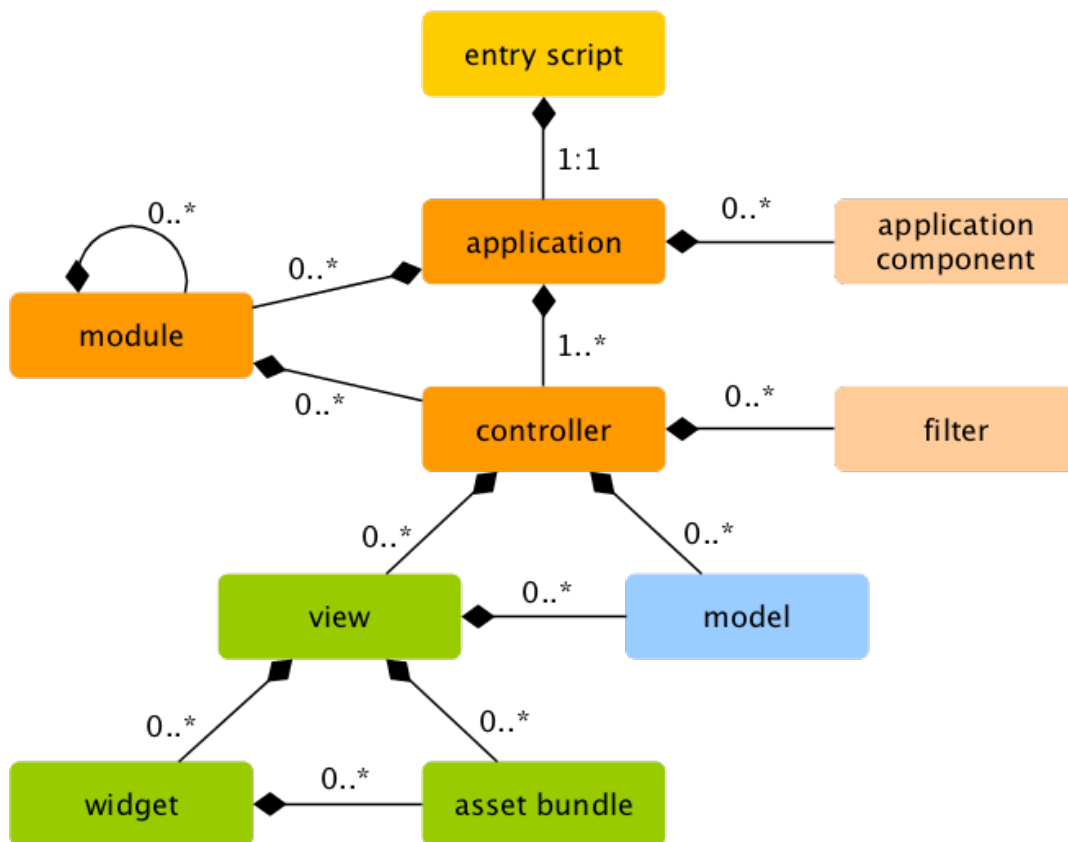 entry script
1:1
0..*
application
0..*
application
component
0..*
module
1..*
0..*
controller
0..*
filter
0..*
0..*
view
0..*
model
0..*
0..*
widget
0..*
asset bundle